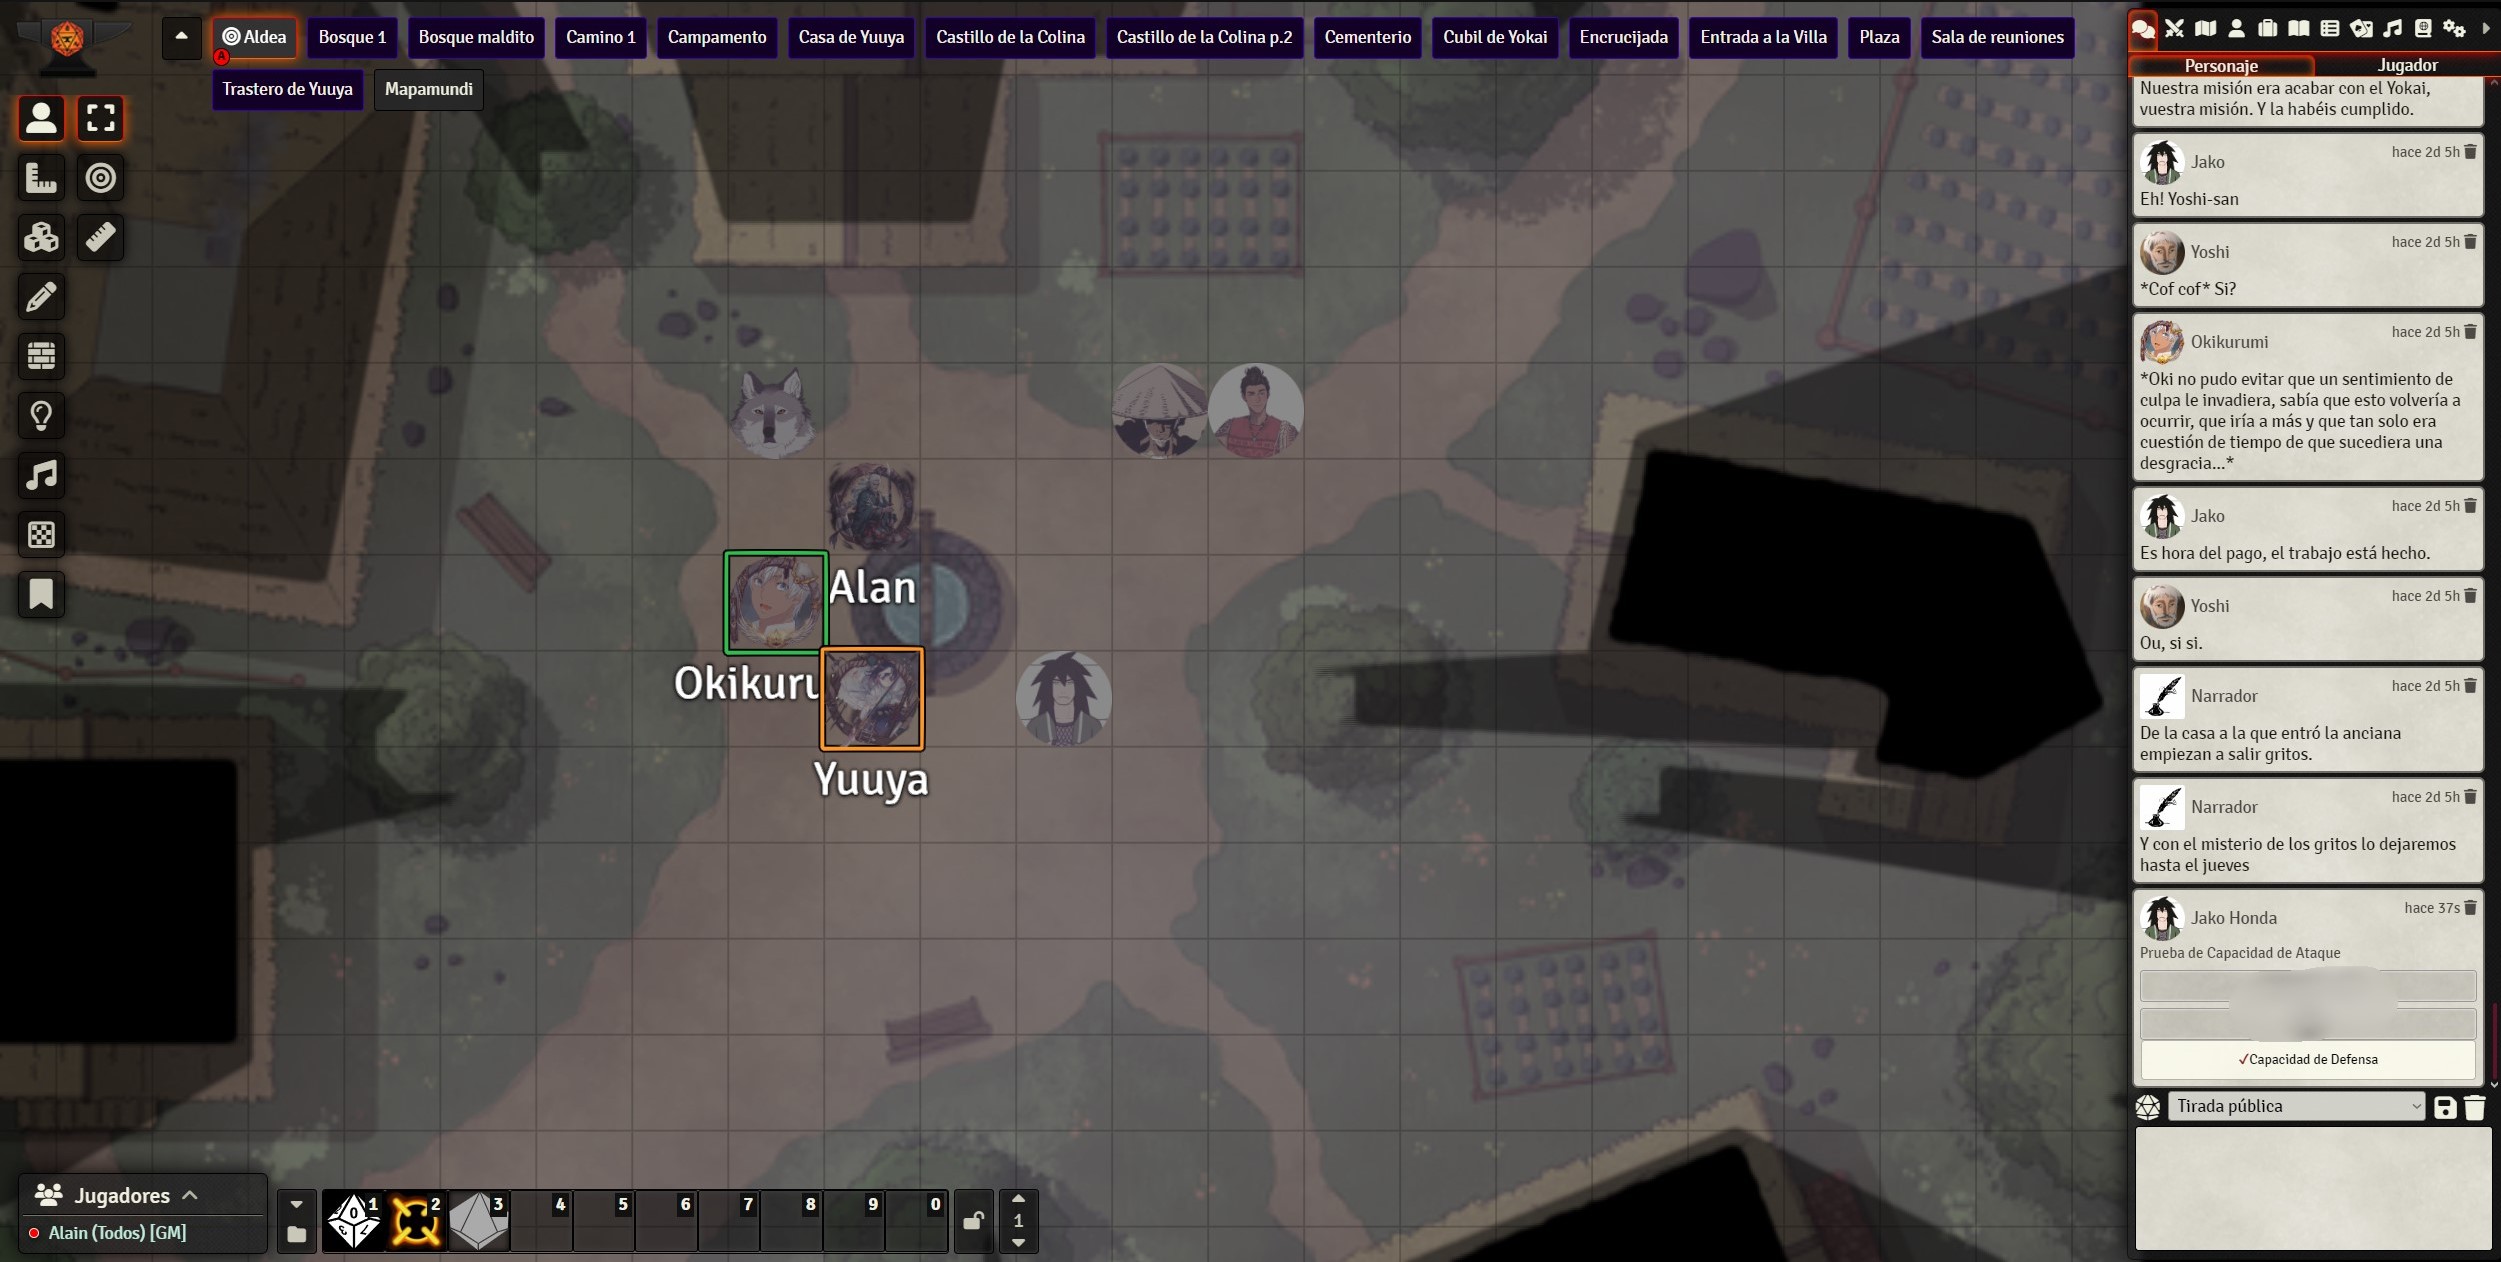 Aldea
Bosque 1
Bosque maldito
Camino 1
Campamento
Casa de Yuuya
Castillo de la Colina
Castillo de la Colina p.2
Cementerio
Cubil de Yokai
Encrucijada
Entrada a la Villa
Plaza
Sala de reuniones
A
Trastero de Yuuya
Mapamundi
Alan
Okikuru
Yuuya
Jugadores
Alain (Todos) [GM]
1
2
3
4
5
6
7
8
9
0
1
Personaje
Jugador
Nuestra misión era acabar con el Yokai,
vuestra misión. Y la habéis cumplido.
Jako
hace 2d 5h
Eh! Yoshi-san
Yoshi
hace 2d 5h
*Cof cof* Si?
Okikurumi
hace 2d 5h
*Oki no pudo evitar que un sentimiento de
culpa le invadiera, sabía que esto volvería a
ocurrir, que iría a más y que tan solo era
cuestión de tiempo de que sucediera una
desgracia...*
Jako
hace 2d 5h
Es hora del pago, el trabajo está hecho.
Yoshi
hace 2d 5h
Ou, si si.
Narrador
hace 2d 5h
De la casa a la que entró la anciana
empiezan a salir gritos.
Narrador
hace 2d 5h
Y con el misterio de los gritos lo dejaremos
hasta el jueves
Jako Honda
hace 37s
Prueba de Capacidad de Ataque
✓Capacidad de Defensa
Tirada pública